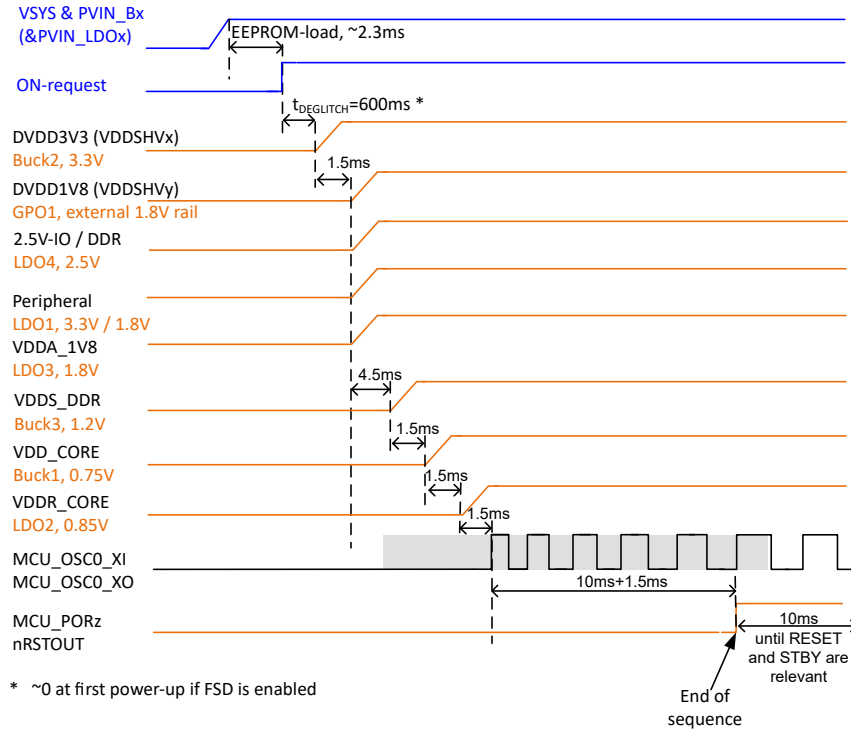 VSYS & PVIN_Bx
(&PVIN_LDOx)
EEPROM-load, ~2.3ms
ON-request
tDEGLITCH=600ms *
DVDD3V3 (VDDSHVx)
Buck2, 3.3V
1.5ms
DVDD1V8 (VDDSHVy)
GPO1, external 1.8V rail
2.5V-IO / DDR
LDO4, 2.5V
Peripheral
LDO1, 3.3V / 1.8V
VDDA_1V8
LDO3, 1.8V
4.5ms
VDDS_DDR
Buck3, 1.2V
1.5ms
VDD_CORE
Buck1, 0.75V
1.5ms
VDDR_CORE
LDO2, 0.85V
1.5ms
MCU_OSC0_XI
MCU_OSC0_XO
10ms+1.5ms
MCU_PORz
nRSTOUT
10ms
until RESET
and STBY are
relevant
* ~0 at first power-up if FSD is enabled
End of
sequence